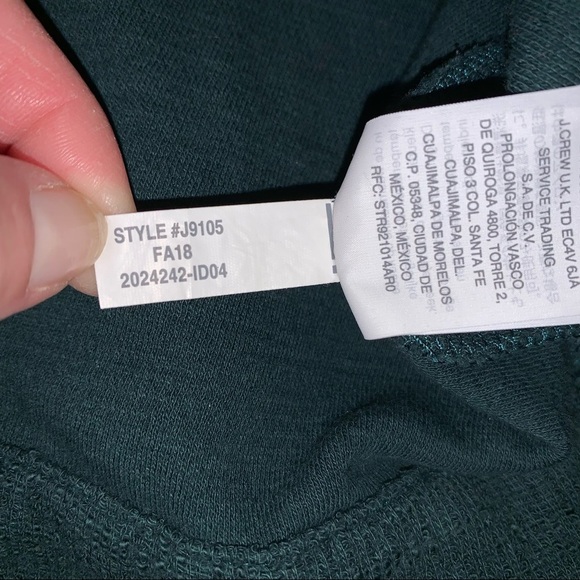 STYLE #J9105
FA18
2024242-ID04
J.CREW U.K. LTD EC4V 6JA
SERVICE TRADING
S.A. DE C.V.
PROLONGACIÓN VASCO
DE QUIROGA 4800, TORRE 2,
PISO 3 COL. SANTA FE
CUAJIMALPA, DEL.
CUAJIMALPA DE MORELOS
C.P. 05348, CIUDAD DE
MÉXICO, MÉXICO
RFC: STR921014AR0